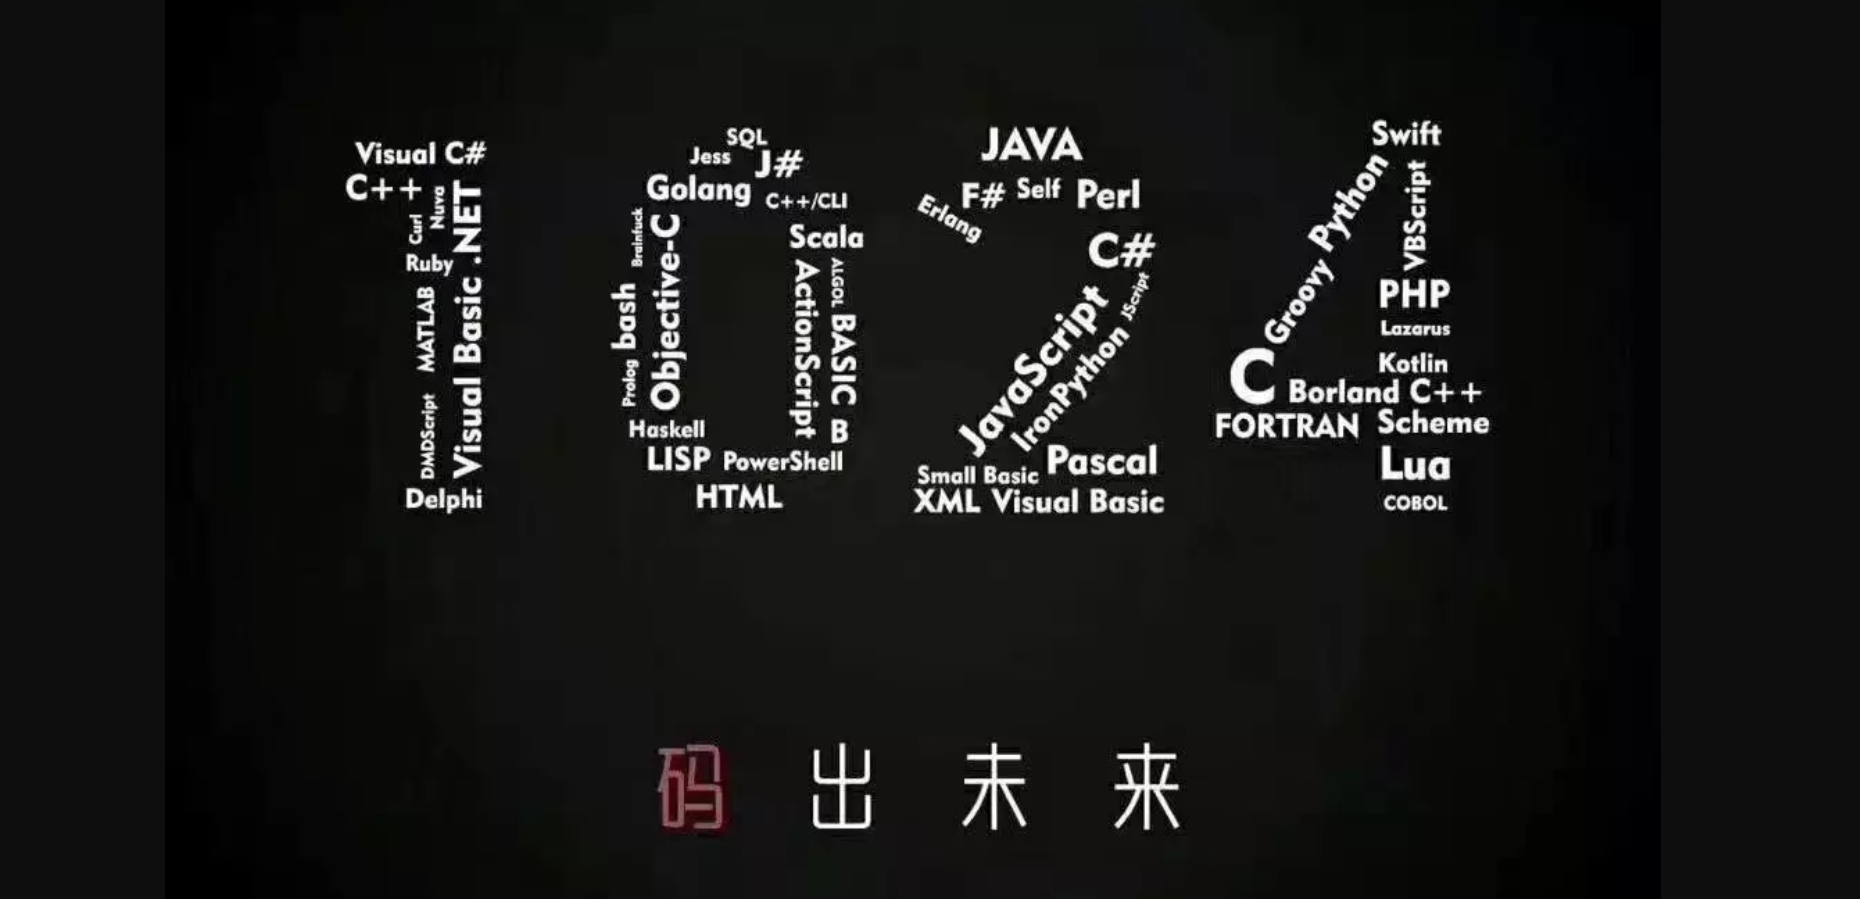 Visual C#
C++
Nuva
Curl
Visual Basic .NET
Ruby
MATLAB
DMDScript
Delphi
SQL
Jess
J#
Golang
C++/CLI
Brainfuck
Objective-C
Scala
bash
ActionScript
ALGOL
BASIC
Prolog
Haskell
B
LISP
PowerShell
HTML
JAVA
Erlang
F#
Self
Perl
C#
JavaScript
JScript
IronPython
Small Basic
Pascal
XML
Visual Basic
Swift
Python
VBScript
Groovy
PHP
Lazarus
Kotlin
C
Borland C++
FORTRAN
Scheme
Lua
COBOL
码出未来